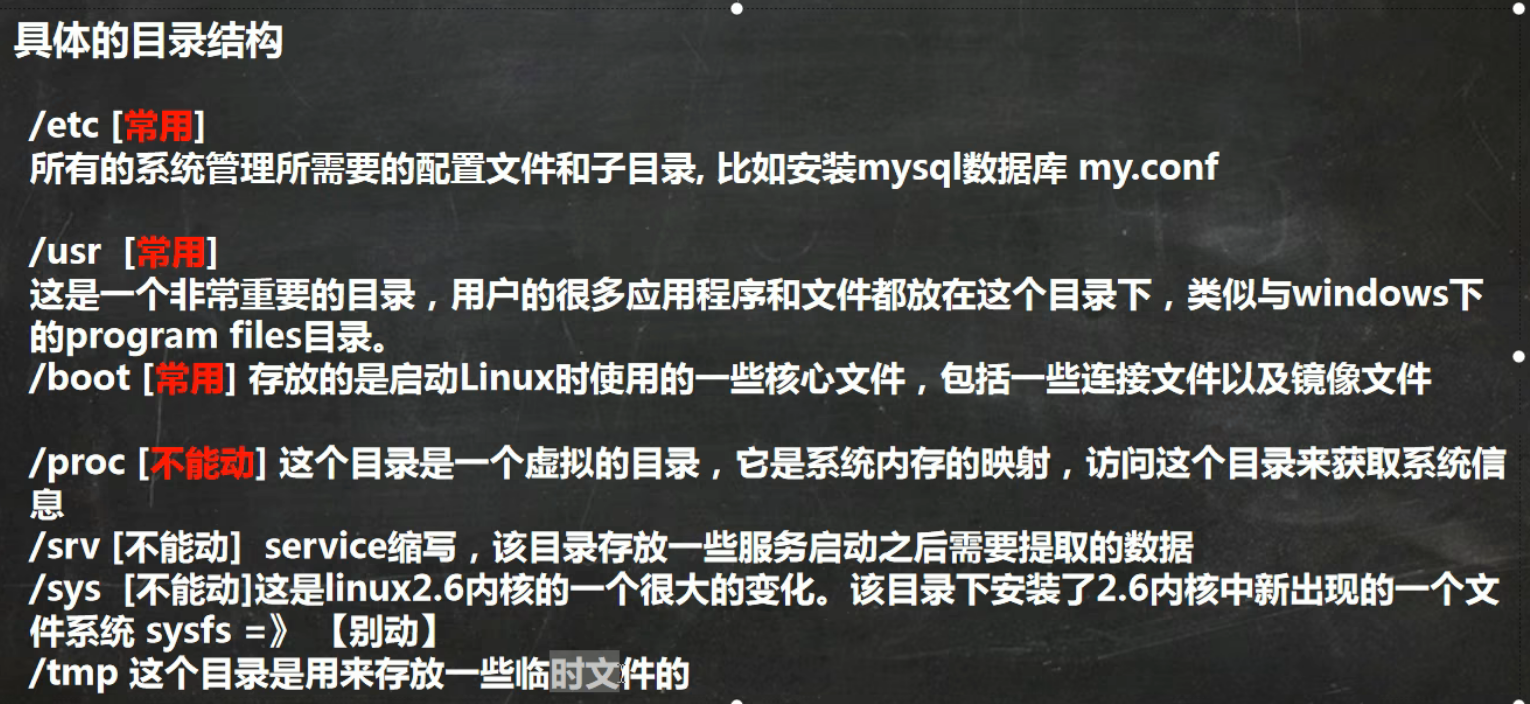 具体的目录结构
/etc [常用]
所有的系统管理所需要的配置文件和子目录, 比如安装mysql数据库 my.conf
/usr [常用]
这是一个非常重要的目录，用户的很多应用程序和文件都放在这个目录下，类似与windows下
的program files目录。
/boot [常用] 存放的是启动Linux时使用的一些核心文件，包括一些连接文件以及镜像文件
/proc [不能动] 这个目录是一个虚拟的目录，它是系统内存的映射，访问这个目录来获取系统信
息
/srv [不能动] service缩写，该目录存放一些服务启动之后需要提取的数据
/sys [不能动]这是linux2.6内核的一个很大的变化。该目录下安装了2.6内核中新出现的一个文
件系统 sysfs =》 【别动】
/tmp 这个目录是用来存放一些临时文件的